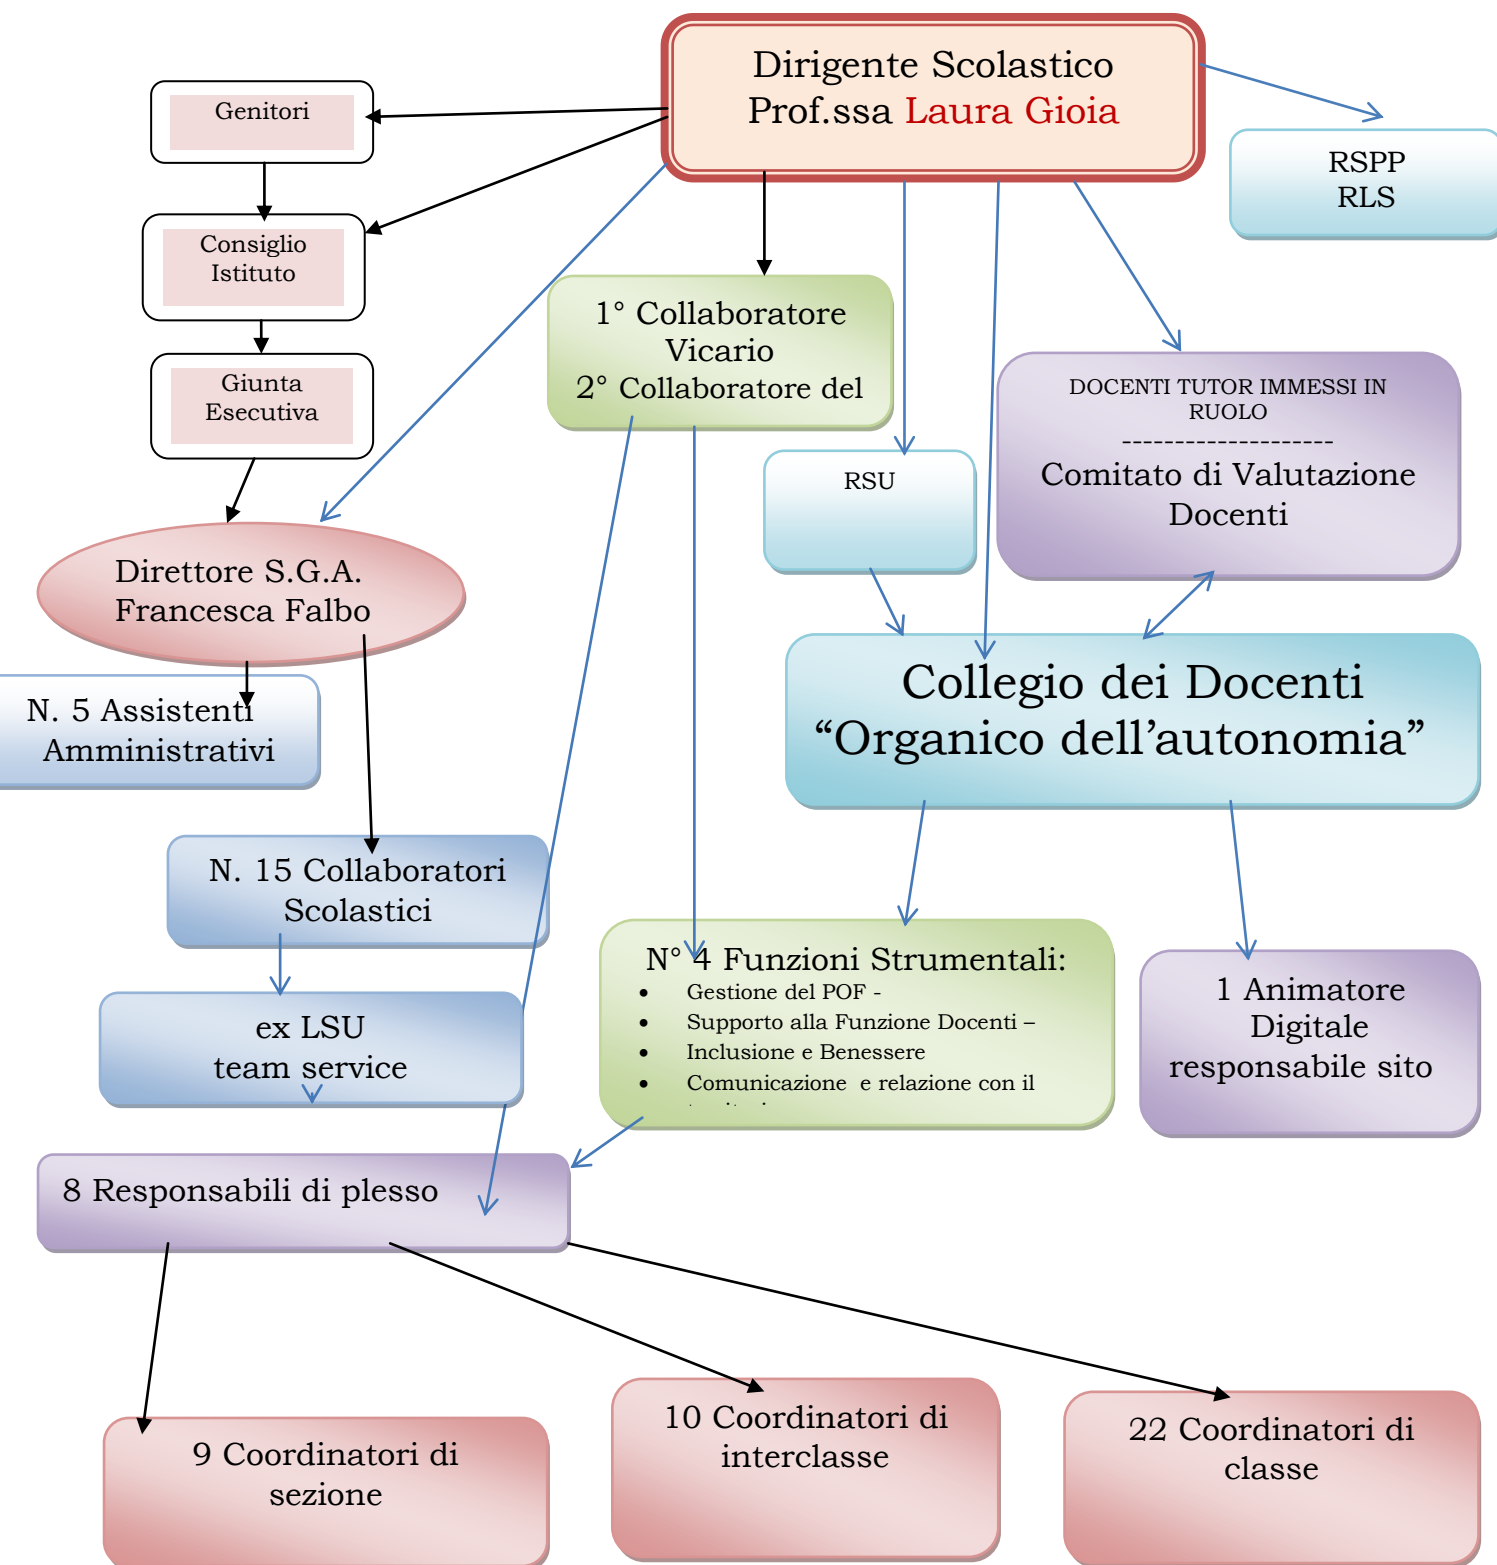 Dirigente Scolastico
Prof.ssa Laura Gioia
Genitori
RSPP
RLS
Consiglio
Istituto
1° Collaboratore
Vicario
2° Collaboratore del
Giunta
Esecutiva
DOCENTI TUTOR IMMESSI IN
RUOLO
--------------------
Comitato di Valutazione
Docenti
RSU
Direttore S.G.A.
Francesca Falbo
Collegio dei Docenti
“Organico dell’autonomia”
N. 5 Assistenti
Amministrativi
N. 15 Collaboratori
Scolastici
N° 4 Funzioni Strumentali:
• Gestione del POF -
• Supporto alla Funzione Docenti –
• Inclusione e Benessere
• Comunicazione e relazione con il
1 Animatore
Digitale
responsabile sito
ex LSU
team service
8 Responsabili di plesso
9 Coordinatori di
sezione
10 Coordinatori di
interclasse
22 Coordinatori di
classe